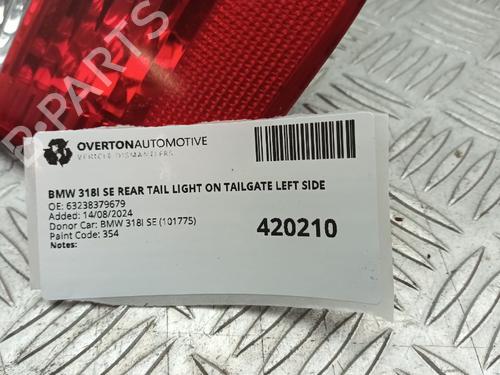 B-PARTS
OVERTONAUTOMOTIVE
VEHICLE DISMANTLERS
BMW 318I SE REAR TAIL LIGHT ON TAILGATE LEFT SIDE
OE: 63238379679
Added: 14/08/2024
Donor Car: BMW 318I SE (101775)
Paint Code: 354
Notes:
420210